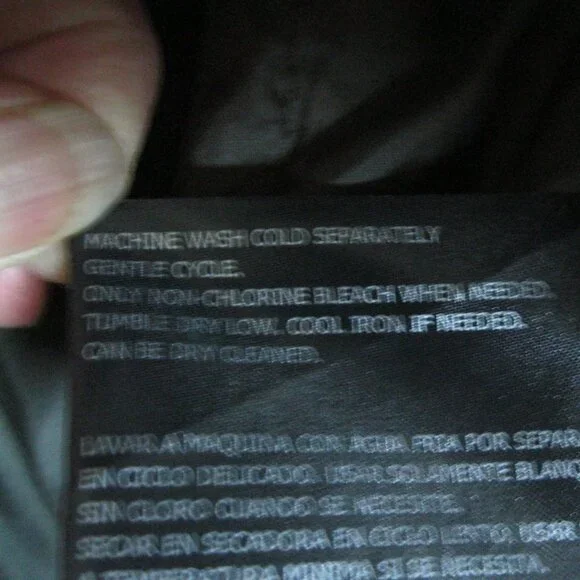 MACHINE WASH COLD SEPARATELY
GENTLE CYCLE.
ONLY NON-CHLORINE BLEACH WHEN NEEDED.
TUMBLE DRY LOW. COOL IRON IF NEEDED.
CAN BE DRY CLEANED.
LAVAR A MAQUINA CON AGUA FRIA POR SEPAR
EN CICLO DELICADO. USAR SOLAMENTE BLANQ
SIN CLORO CUANDO SE NECESITE.
SECAR EN SECADORA EN CICLO LENTO. USAR
A TEMPERATURA MINIMA SI SE NECESITA.